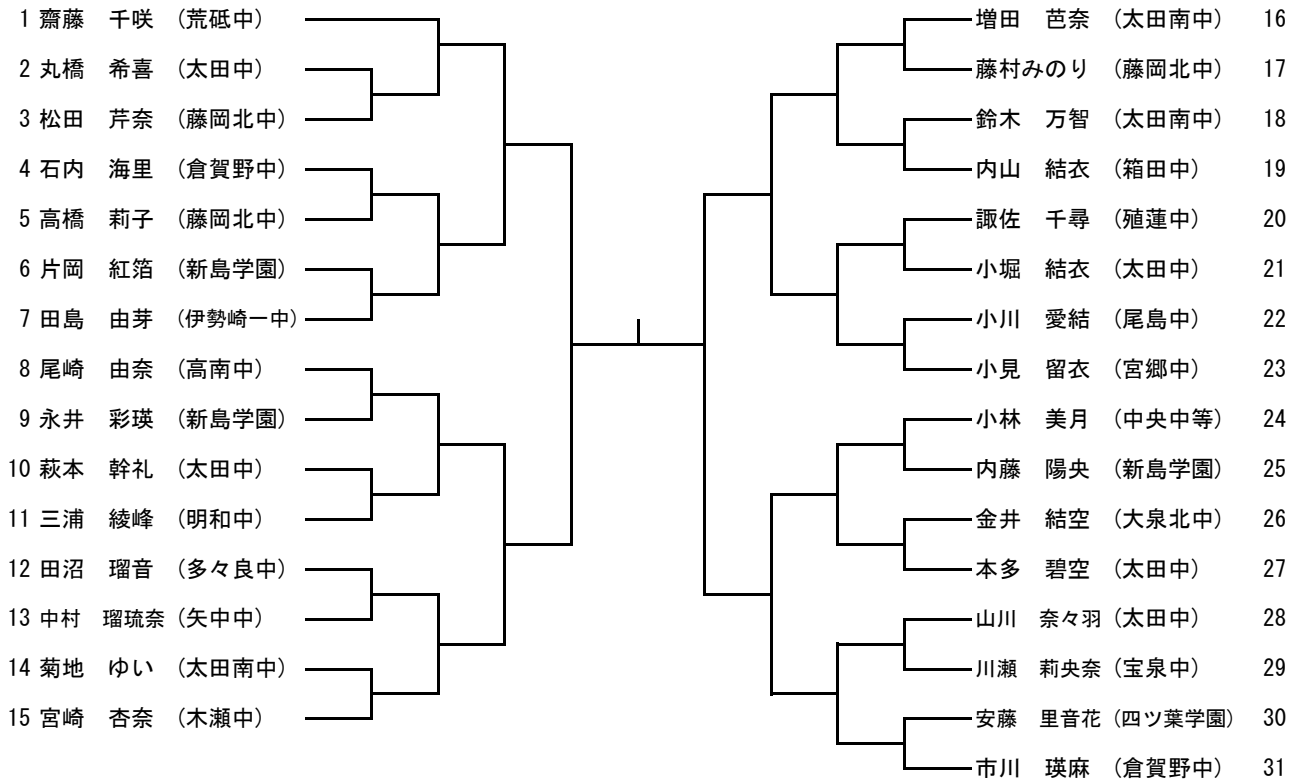 1 齋藤　千咲　（荒砥中）
2 丸橋　希喜　（太田中）
3 松田　芹奈　（藤岡北中）
4 石内　海里　（倉賀野中）
5 高橋　莉子　（藤岡北中）
6 片岡　紅箔　（新島学園）
7 田島　由芽　（伊勢崎一中）
8 尾崎　由奈　（高南中）
9 永井　彩瑛　（新島学園）
10 萩本　幹礼　（太田中）
11 三浦　綾峰　（明和中）
12 田沼　瑠音　（多々良中）
13 中村　瑠琉奈（矢中中）
14 菊地　ゆい　（太田南中）
15 宮崎　杏奈　（木瀬中）
増田　芭奈　（太田南中）　16
藤村みのり　（藤岡北中）　17
鈴木　万智　（太田南中）　18
内山　結衣　（箱田中）　19
諏佐　千尋　（殖蓮中）　20
小堀　結衣　（太田中）　21
小川　愛結　（尾島中）　22
小見　留衣　（宮郷中）　23
小林　美月　（中央中等）　24
内藤　陽央　（新島学園）　25
金井　結空　（大泉北中）　26
本多　碧空　（太田中）　27
山川　奈々羽（太田中）　28
川瀬　莉央奈（宝泉中）　29
安藤　里音花（四ツ葉学園）　30
市川　瑛麻　（倉賀野中）　31